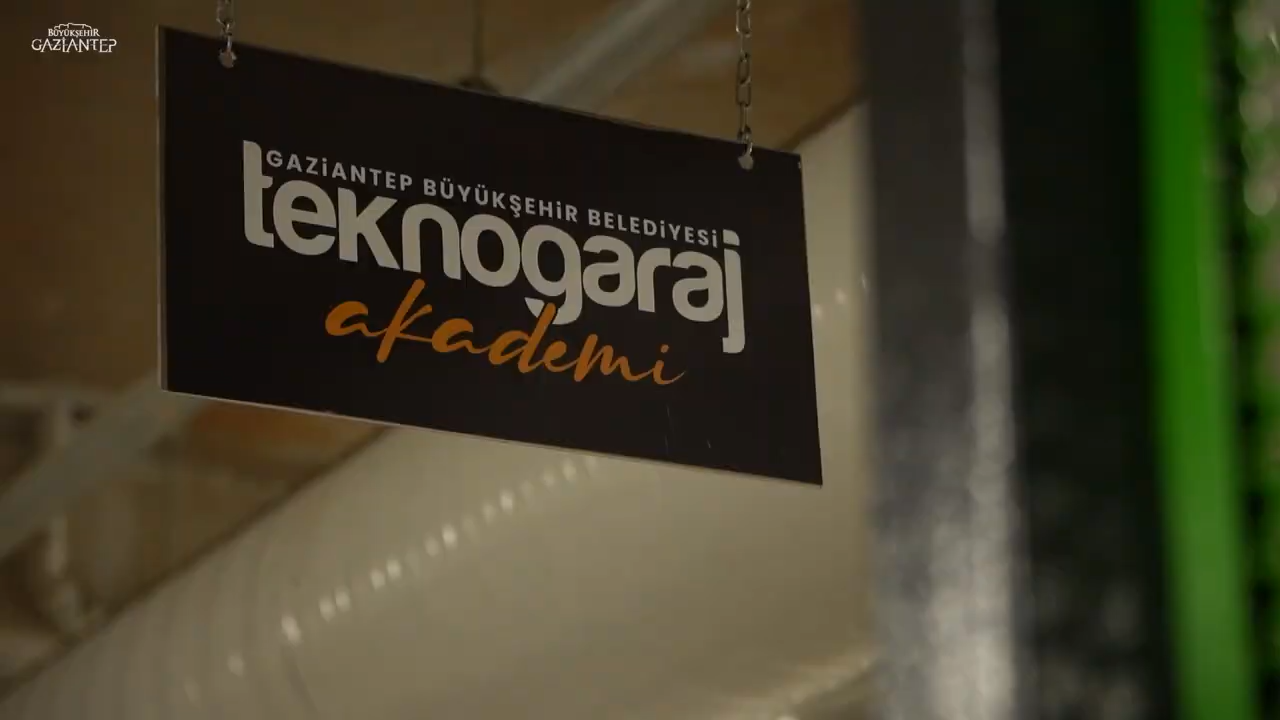 BÜYÜKŞEHİR
GAZİANTEP
GAZİANTEP BÜYÜKŞEHİR BELEDİYESİ
teknogaraj
akademi